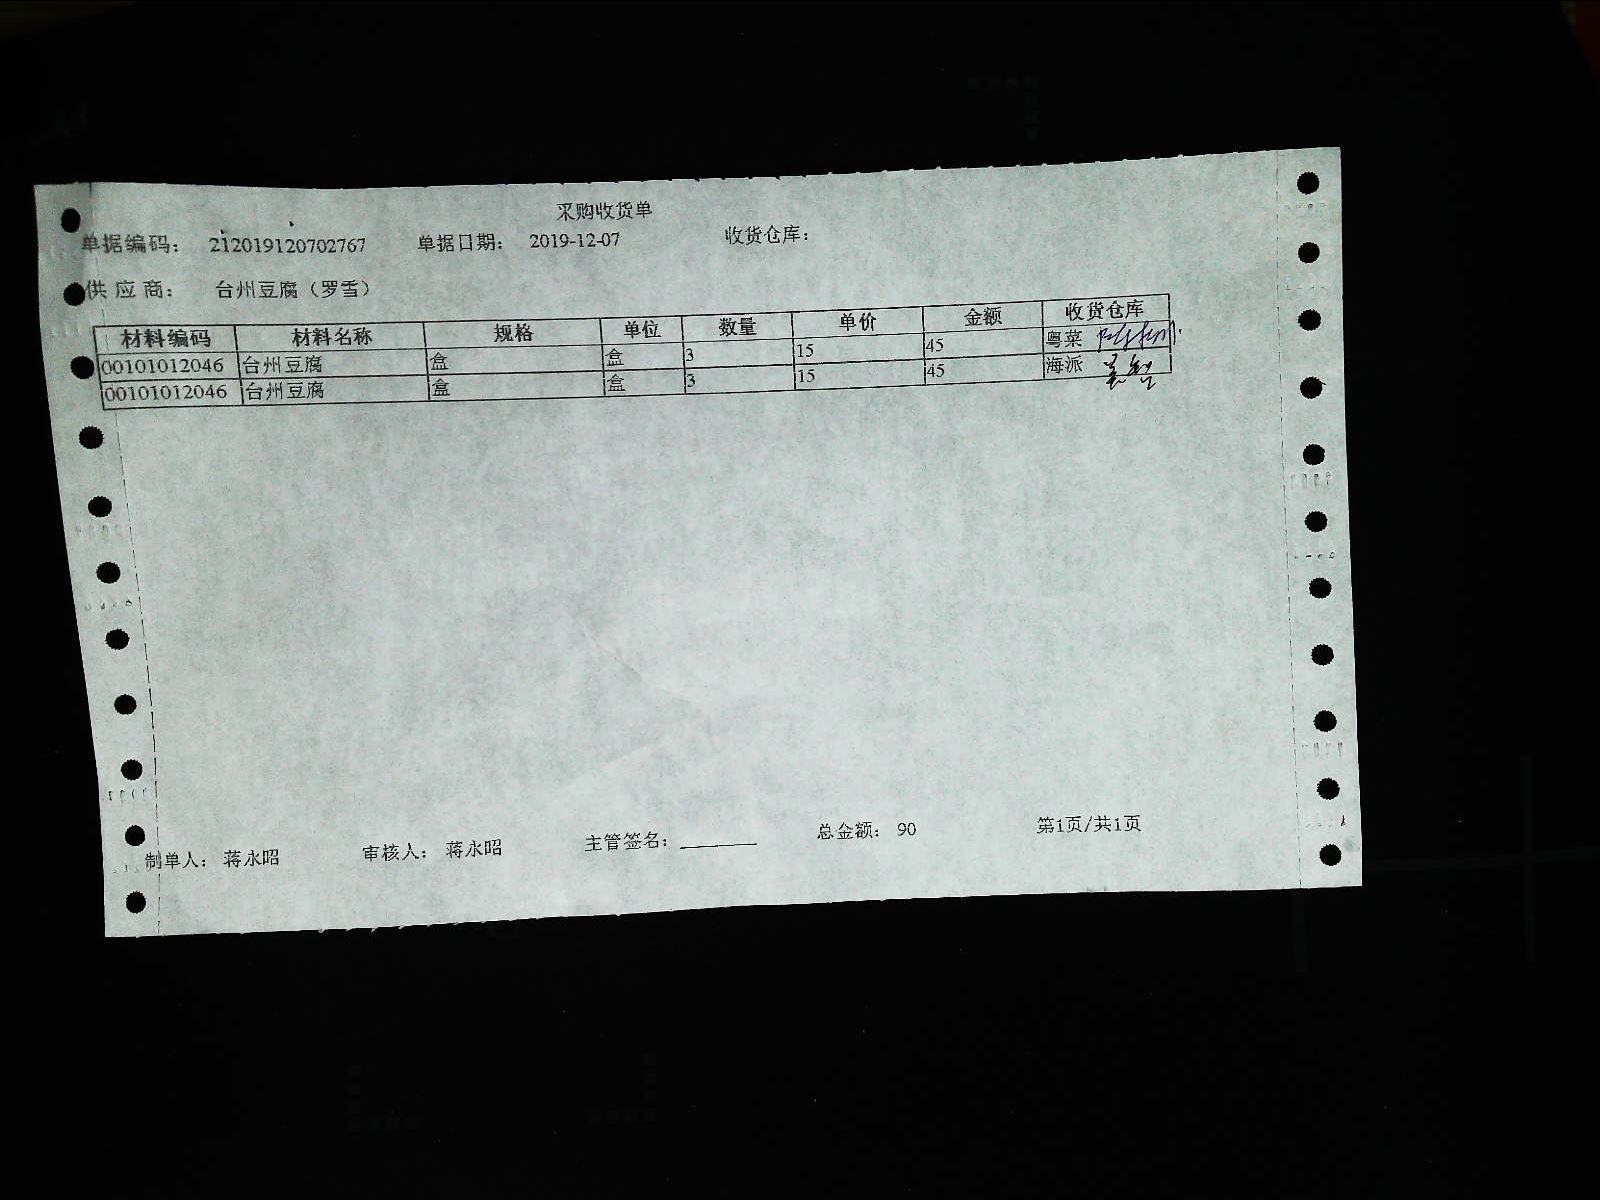 采购收货单
单据编码： 212019120702767 单据日期： 2019-12-07 收货仓库：
供 应 商： 台州豆腐（罗雪）
材料编码 材料名称 规格 单位 数量 单价 金额 收货仓库
00101012046 台州豆腐 盒 盒 3 15 45 粤菜
00101012046 台州豆腐 盒 盒 3 15 45 海派
制单人： 蒋永昭 审核人： 蒋永昭 主管签名： 总金额： 90 第1页/共1页